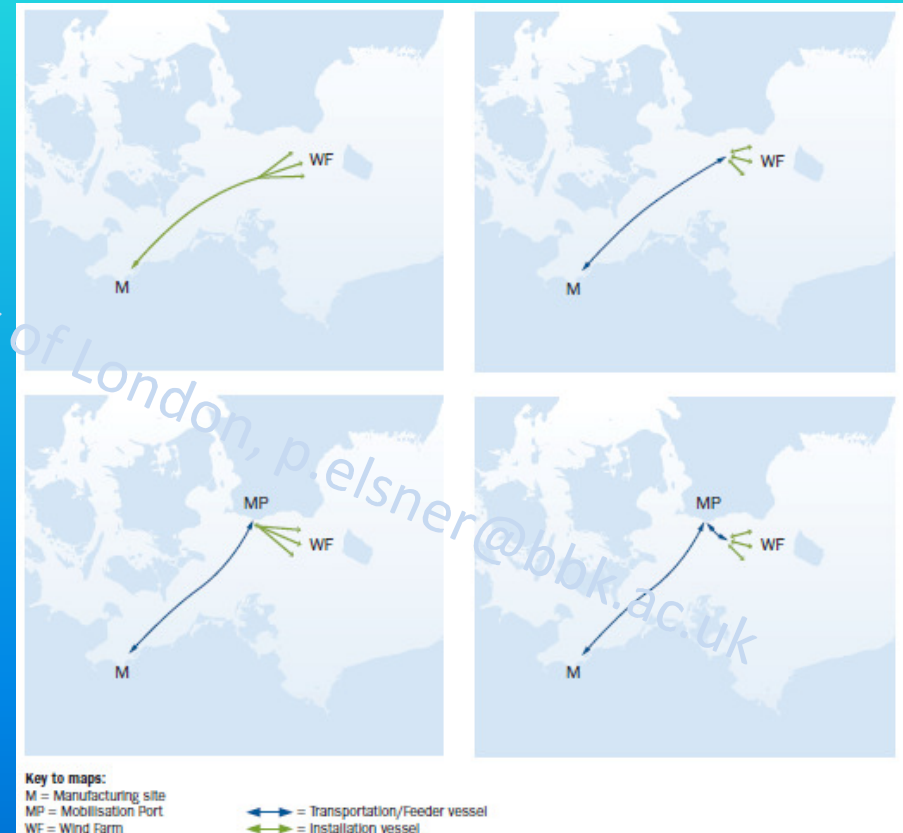 WF
M
WF
M
of London, p.elsner@bbk.ac.uk
MP
WF
M
MP
WF
M
Key to maps:
M = Manufacturing site
MP = Mobilisation Port
= Transportation/Feeder vessel
WF = Wind Farm
= Installation vessel